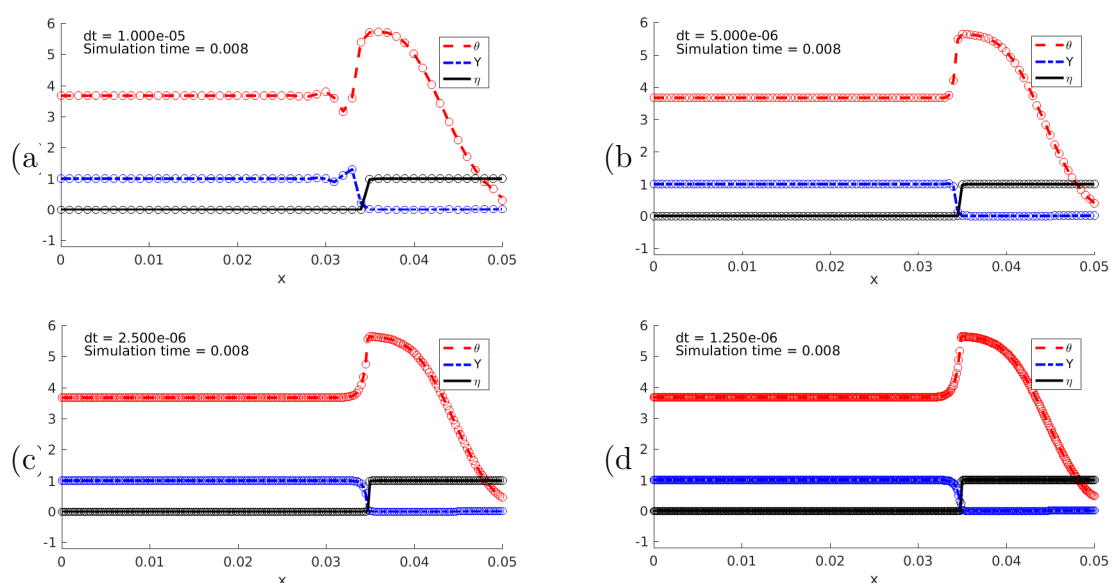 (a)
dt = 1.000e-05
Simulation time = 0.008
θ
Y
η
6
5
4
3
2
1
0
-1
0 0.01 0.02 0.03 0.04 0.05
x
(b
dt = 5.000e-06
Simulation time = 0.008
θ
Y
η
6
5
4
3
2
1
0
-1
0 0.01 0.02 0.03 0.04 0.05
x
(c)
dt = 2.500e-06
Simulation time = 0.008
θ
Y
η
6
5
4
3
2
1
0
-1
0 0.01 0.02 0.03 0.04 0.05
x
(d
dt = 1.250e-06
Simulation time = 0.008
θ
Y
η
6
5
4
3
2
1
0
-1
0 0.01 0.02 0.03 0.04 0.05
x